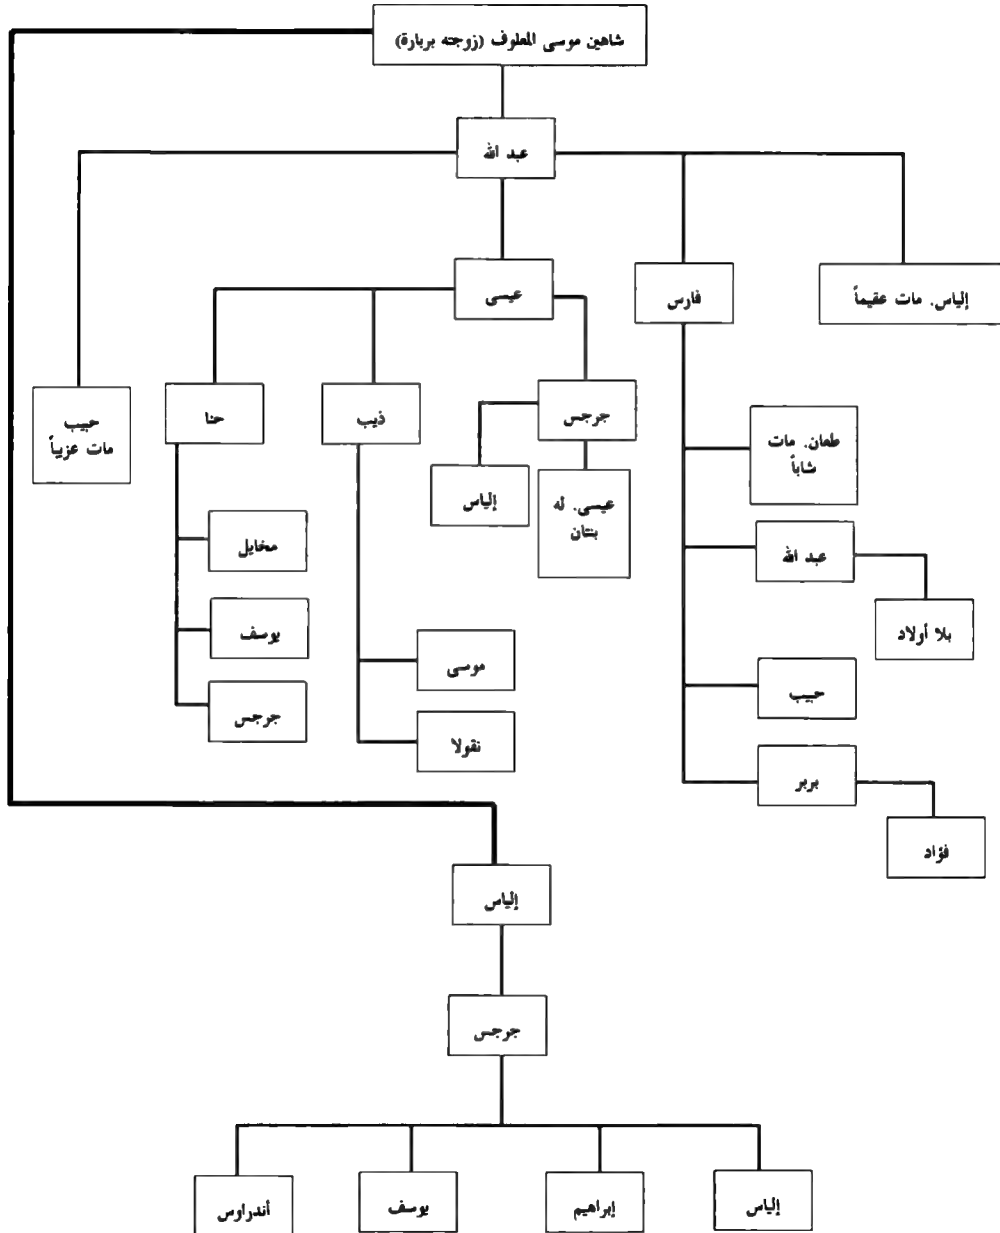 شاهين موسى المعلوف (زوجته بربارة)
عبد الله
إلياس. مات عقيماً
فارس
عيسى
حبيب
مات عزيباً
جرجس
ذيب
حنا
طعان. مات
شاباً
عيسى. له
بنتان
إلياس
مخايل
عبد الله
بلا أولاد
يوسف
موسى
حبيب
جرجس
نقولا
بربر
فؤاد
إلياس
جرجس
إلياس
إبراهيم
يوسف
أندراوس